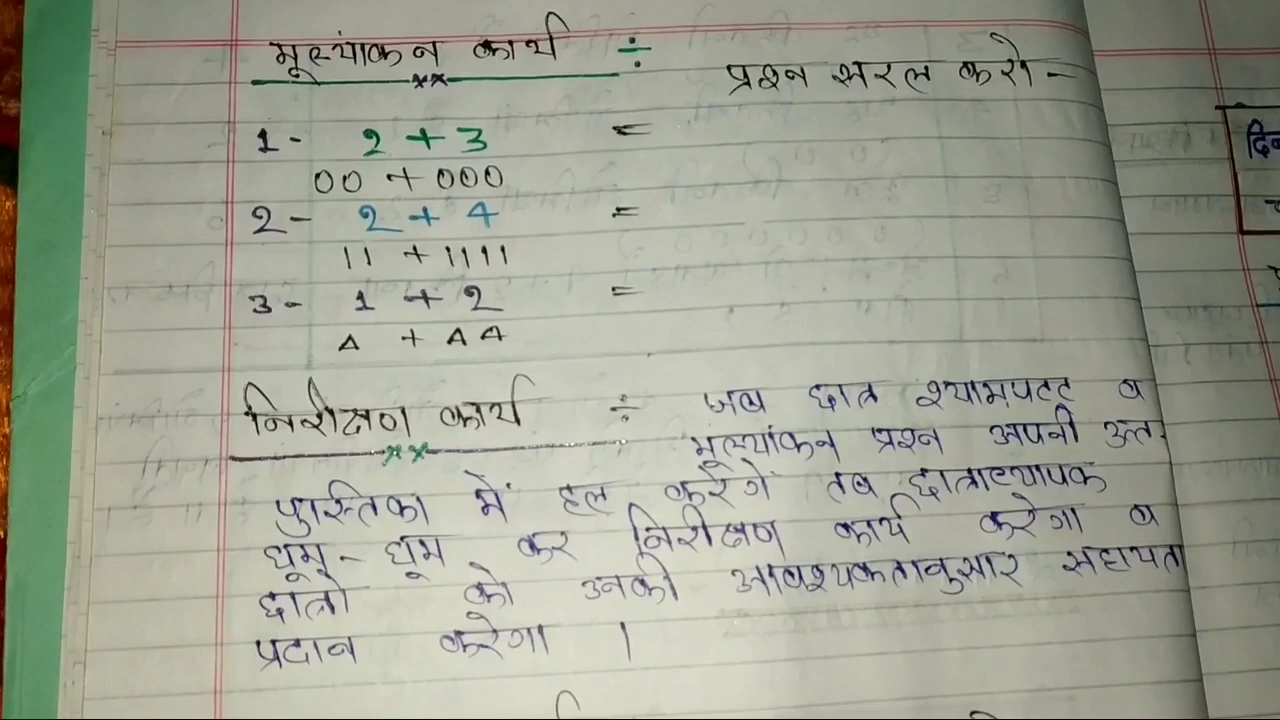 मूल्यांकन कार्य ÷
प्रश्न सरल करो -
1 - 2 + 3 =
00 + 000
2 - 2 + 4 =
11 + 1111
3 - 1 + 2 =
Δ + ΔΔ
निरीक्षण कार्य ÷ जब छात्र श्यामपटट व
मूल्यांकन प्रश्न अपनी उत्तर
पुस्तिका में हल करेगें तब छात्राध्यापक
घूम - घूम कर निरीक्षण कार्य करेगा व
छात्रो को उनकी आवश्यकतानुसार सहायता
प्रदान करेगा ।